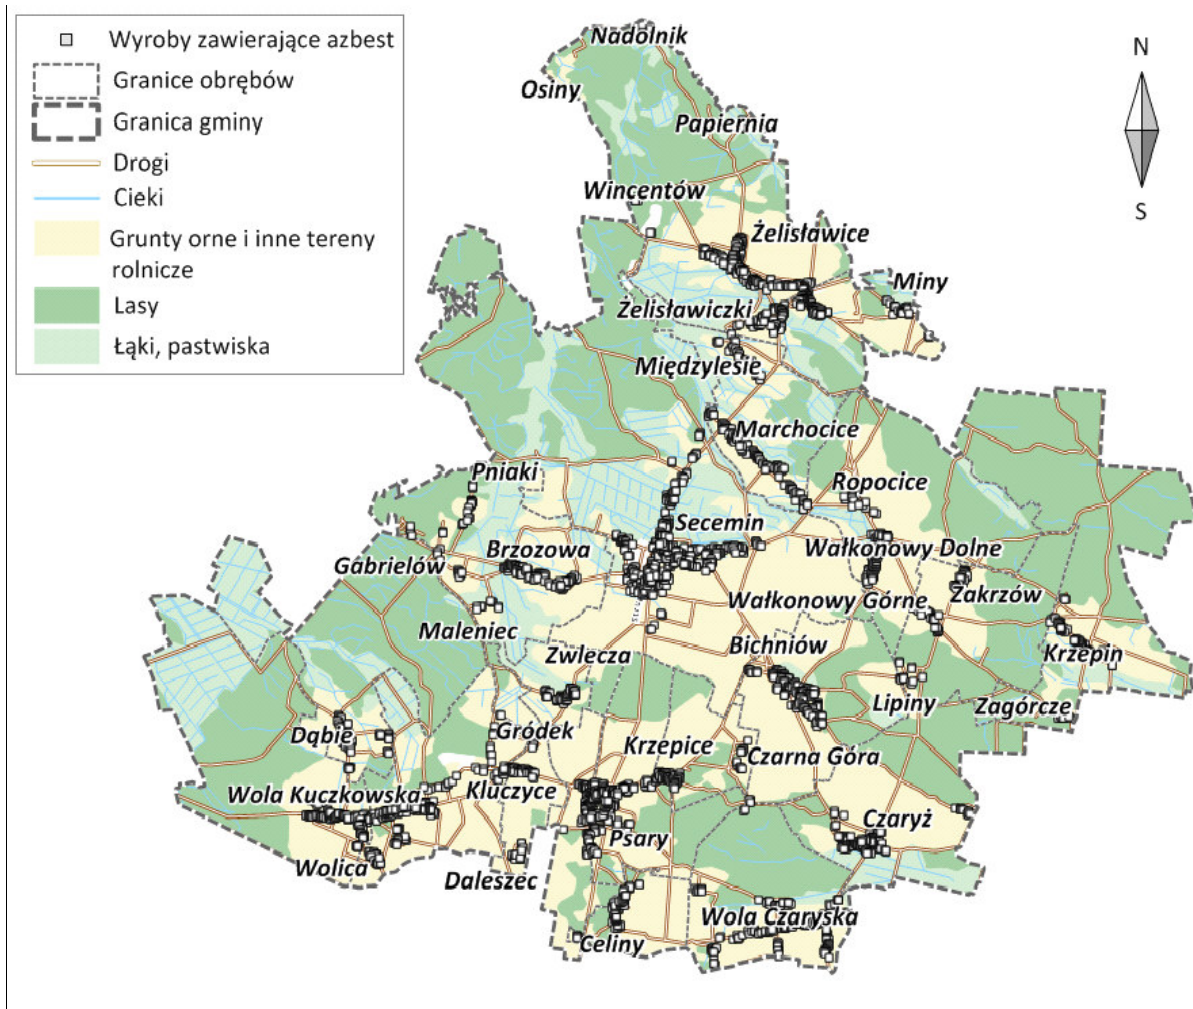 Wyroby zawierające azbest
Granice obrębów
Granica gminy
Drogi
Cieki
Grunty orne i inne tereny
rolnicze
Lasy
Łąki, pastwiska
N
S
Nadolnik
Osiny
Papiernia
Wincentów
Żelisławice
Miny
Żelisławiczki
Międzylesie
Marchocice
Pniaki
Ropocice
Secemin
Brzozowa
Wałkonowy Dolne
Gabrielów
Zakrzów
Wałkonowy Górne
Maleniec
Bichniów
Krzepin
Zwlecza
Lipiny
Zagórcze
Dąbie
Gródek
Krzepice
Czarna Góra
Wola Kuczkowska
Kluczyce
Czaryż
Psary
Wolica
Daleszec
Wola Czaryska
Celiny